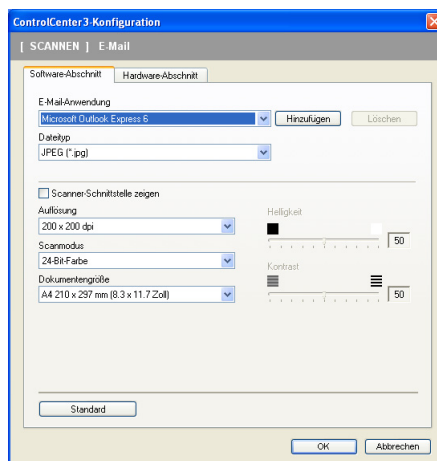 ControlCenter3-Konfiguration
[ SCANNEN ] E-Mail
Software-Abschnitt Hardware-Abschnitt
E-Mail-Anwendung
Microsoft Outlook Express 6 Hinzufügen Löschen
Dateityp
JPEG (*.jpg)
Scanner-Schnittstelle zeigen
Auflösung Helligkeit
200 x 200 dpi 50
Scanmodus
24-Bit-Farbe Kontrast
Dokumentengröße
A4 210 x 297 mm (8.3 x 11.7 Zoll) 50
Standard
OK Abbrechen